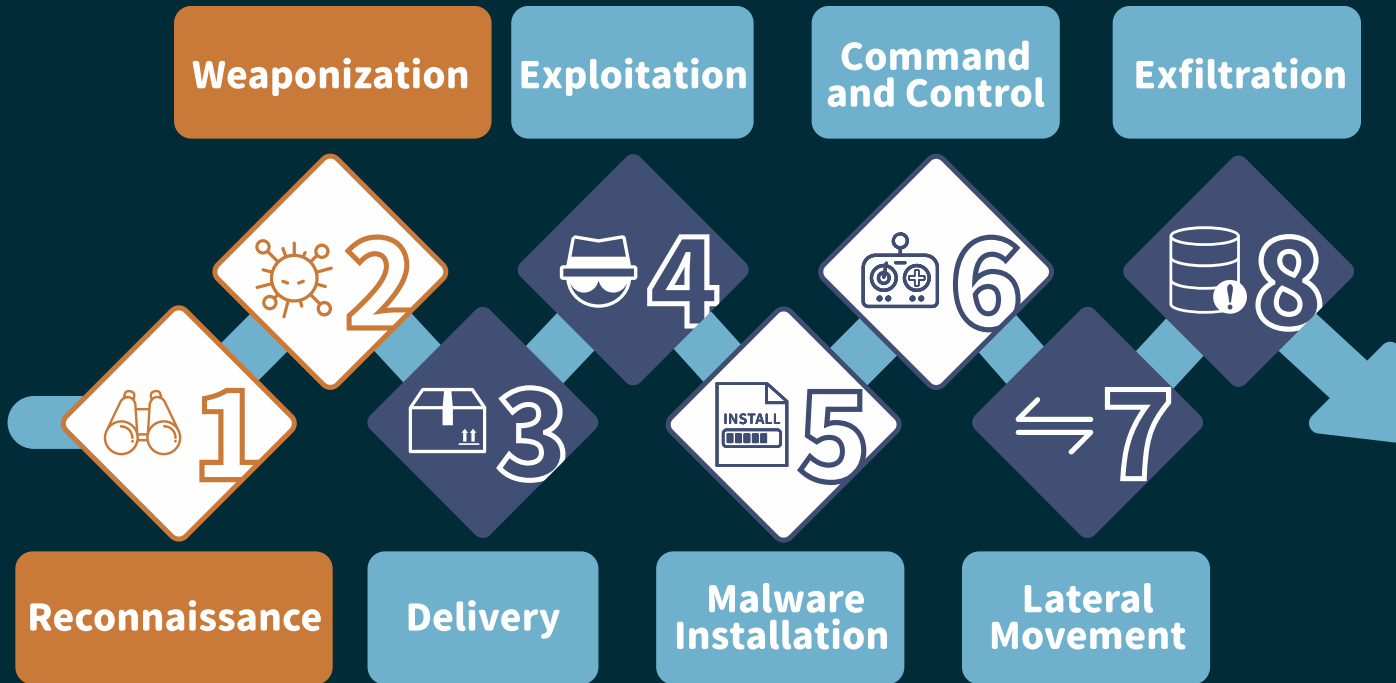 Weaponization
Exploitation
Command
and Control
Exfiltration
2
4
6
8
1
3
INSTALL
5
7
Reconnaissance
Delivery
Malware
Installation
Lateral
Movement